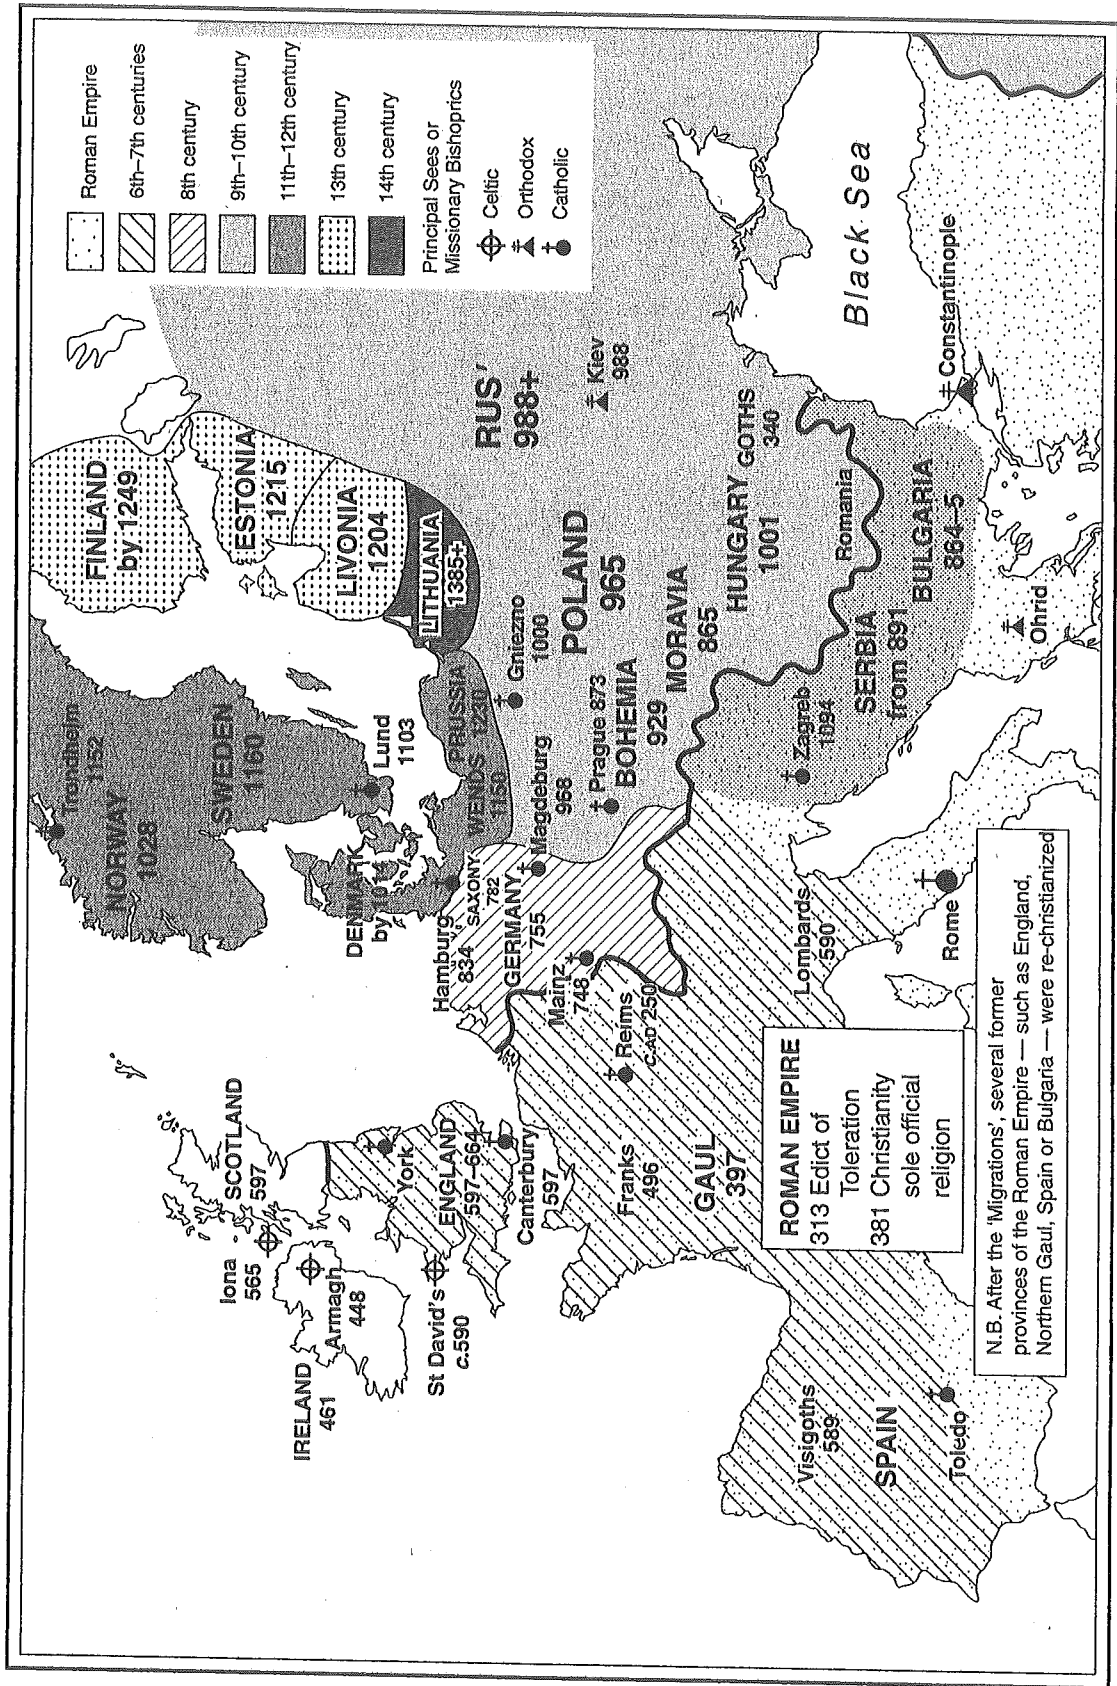 Roman Empire
6th–7th centuries
8th century
9th–10th century
11th–12th century
13th century
14th century
Principal Sees or
Missionary Bishoprics
Celtic
Orthodox
Catholic
FINLAND
by 1249
ESTONIA
1215
LIVONIA
1204
LITHUANIA
1385+
Trondheim
1152
NORWAY
1028
SWEDEN
1160
Lund
1103
DENMARK
by 1014
PRUSSIA
1230
WENDS
1150
RUS'
988+
Kiev
988
Gniezno
1000
POLAND
965
Magdeburg
968
Prague 873
BOHEMIA
929
MORAVIA
865
HUNGARY
1001
GOTHS
340
Romania
BULGARIA
864–5
SERBIA
from 891
Zagreb
1094
Ohrid
Constantinople
Black Sea
Hamburg
834
SAXONY
782
GERMANY
755
Mainz
748
Reims
c.AD 250
Lombards
590
Rome
SCOTLAND
597
Iona
565
Armagh
448
IRELAND
461
St David's
c.590
York
ENGLAND
597–664
Canterbury
597
Franks
496
GAUL
397
Visigoths
589
SPAIN
Toledo
ROMAN EMPIRE
313 Edict of
Toleration
381 Christianity
sole official
religion
N.B. After the 'Migrations', several former
provinces of the Roman Empire — such as England,
Northern Gaul, Spain or Bulgaria — were re-christianized